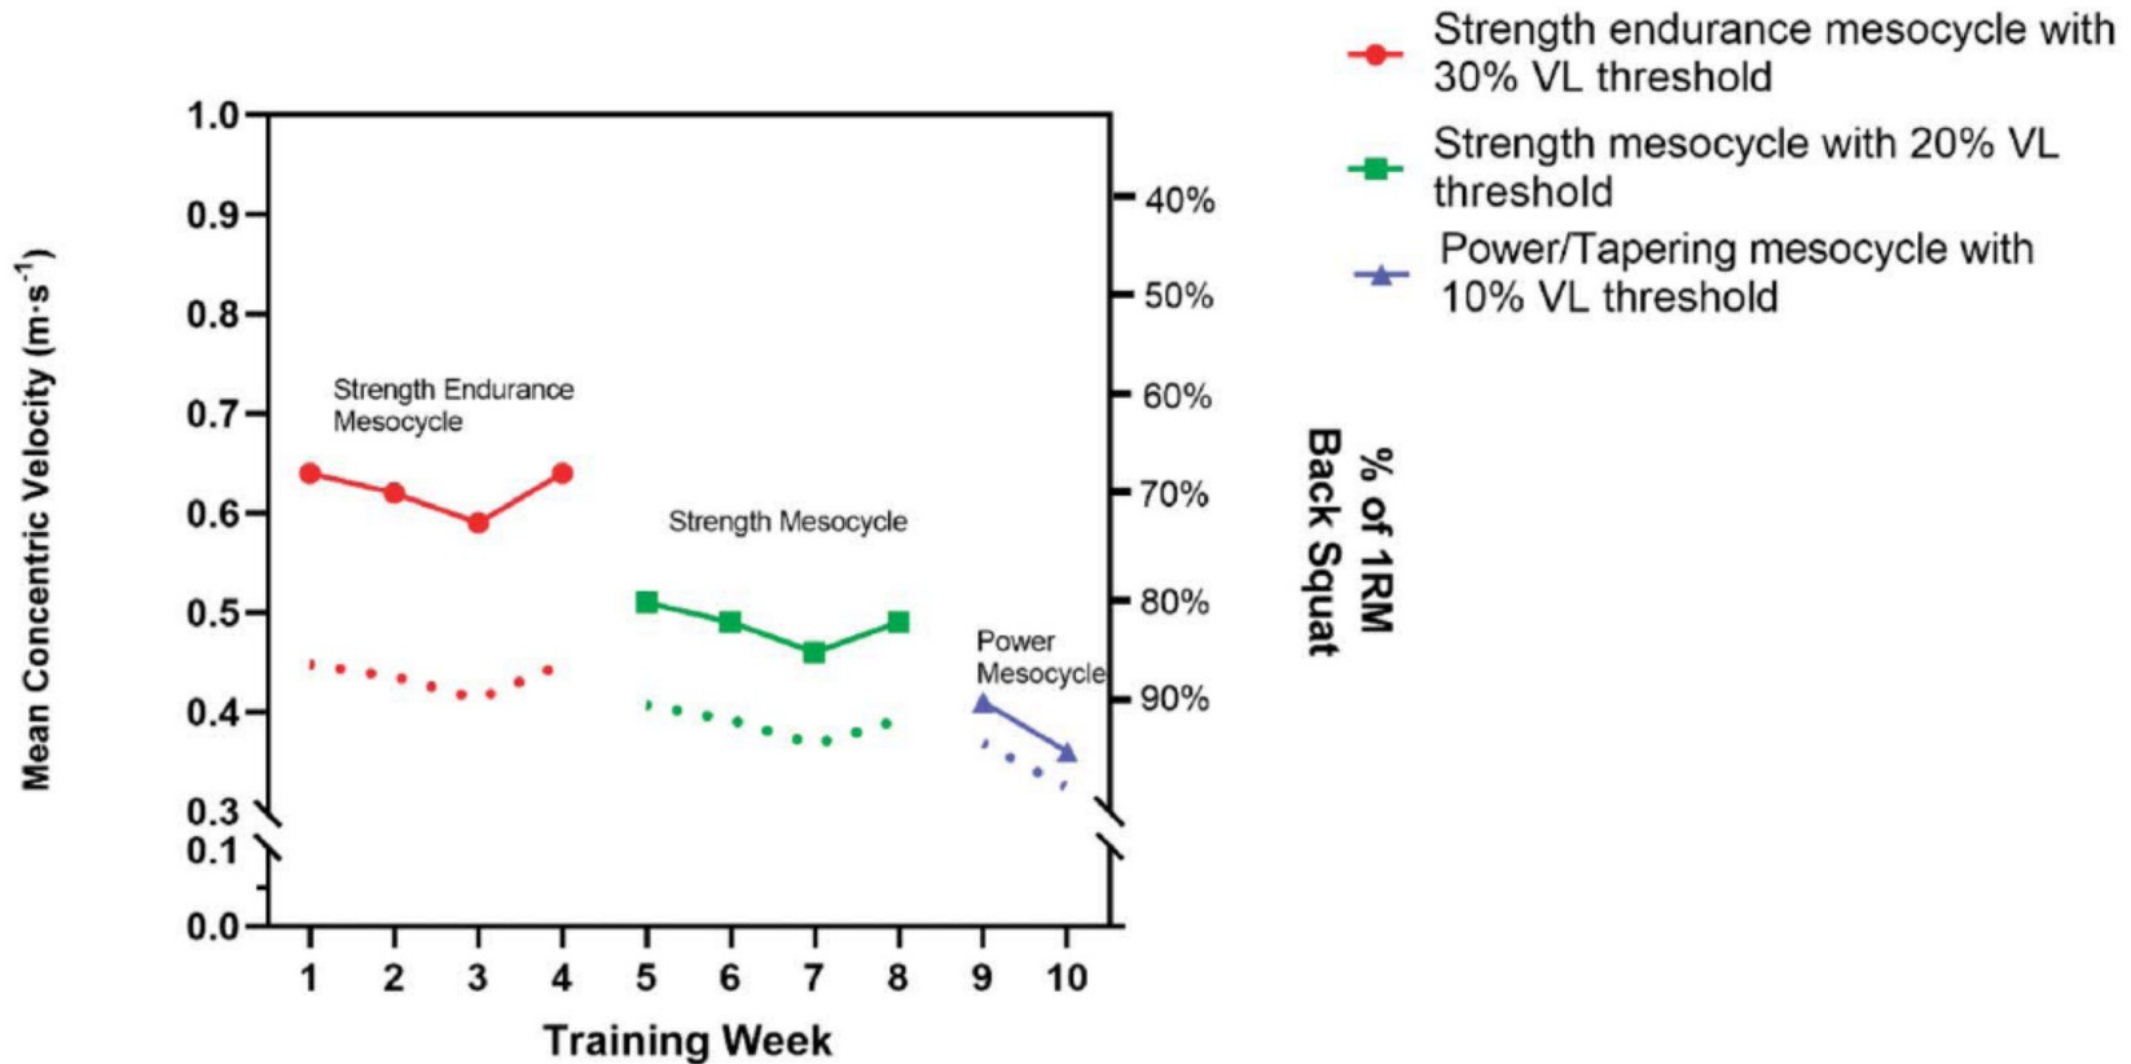 Strength endurance mesocycle with
30% VL threshold
Strength mesocycle with 20% VL
threshold
Power/Tapering mesocycle with
10% VL threshold
Mean Concentric Velocity (m·s⁻¹)
1.0
0.9
0.8
0.7
0.6
0.5
0.4
0.3
0.1
0.0
Strength Endurance
Mesocycle
Strength Mesocycle
Power
Mesocycle
40%
50%
60%
70%
80%
90%
% of 1RM
Back Squat
1 2 3 4 5 6 7 8 9 10
Training Week